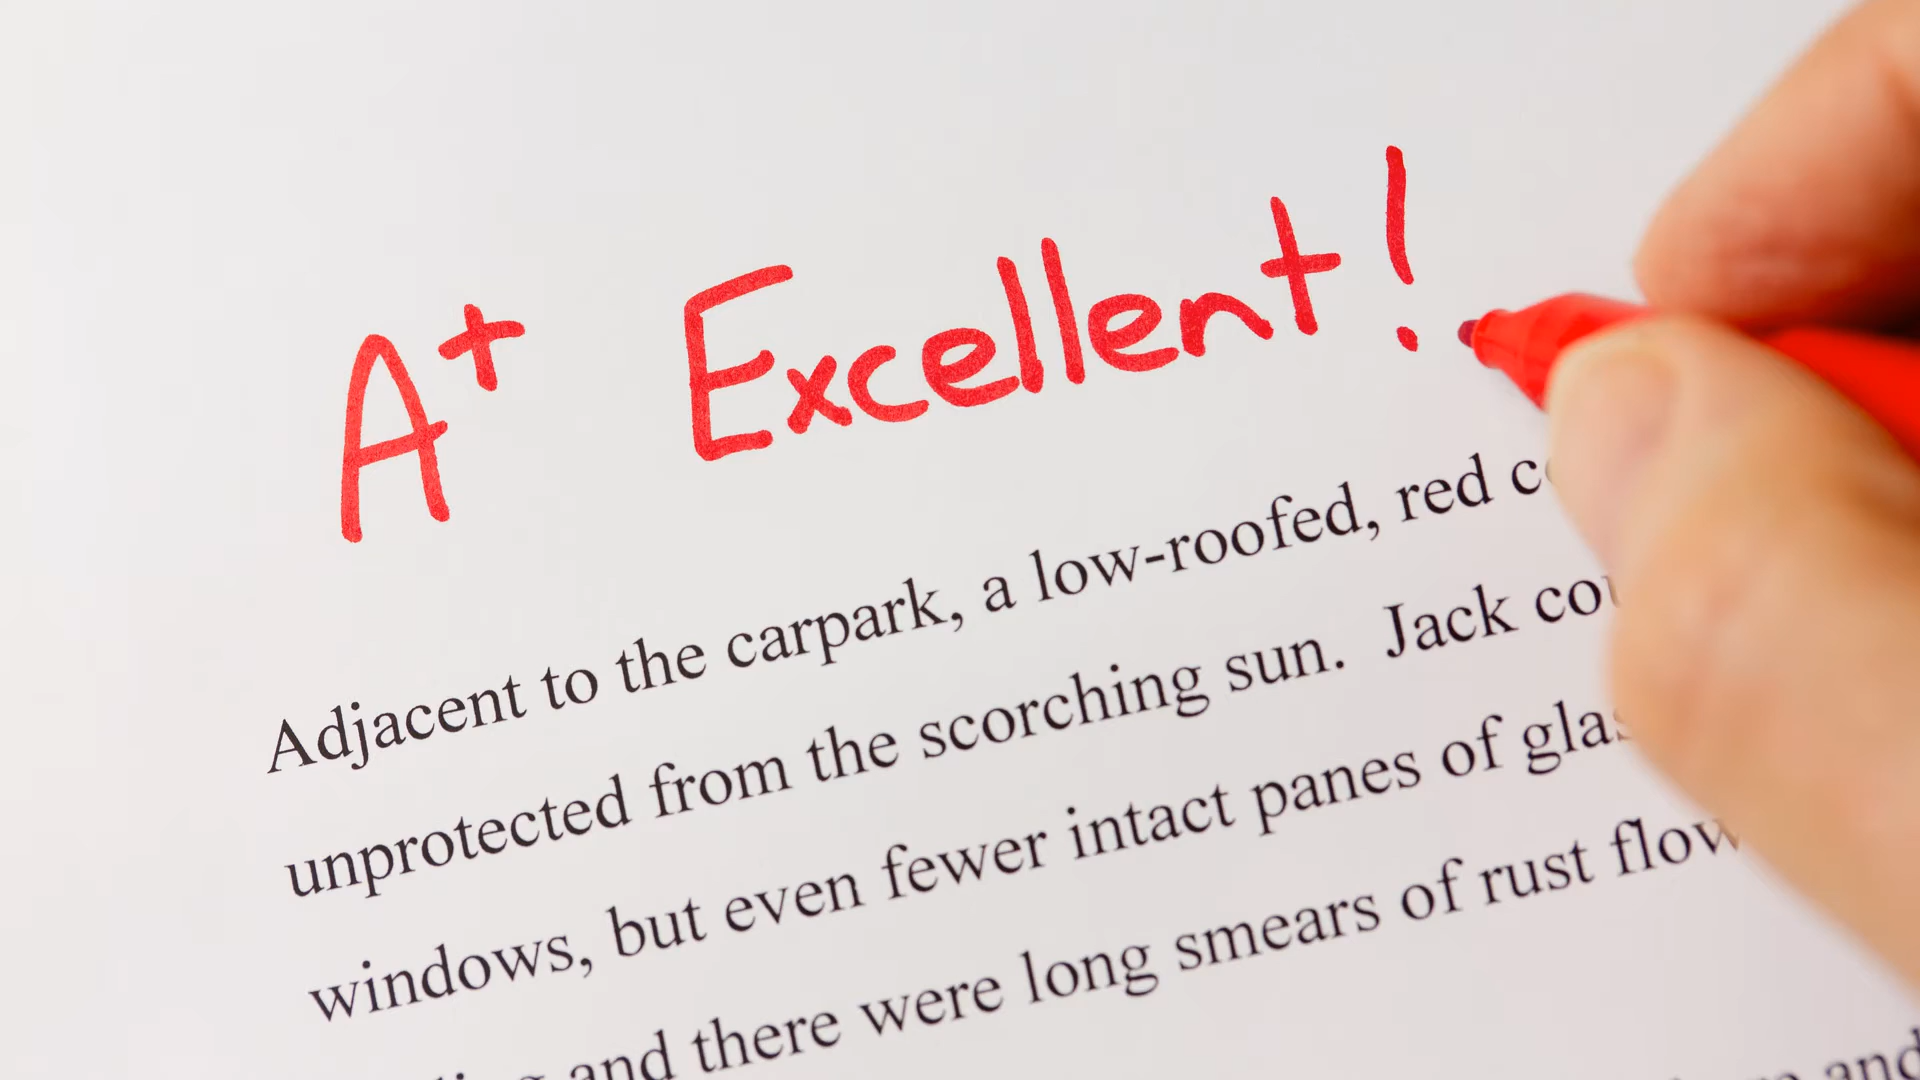 A+ Excellent!
Adjacent to the carpark, a low-roofed, red
unprotected from the scorching sun. Jack
windows, but even fewer intact panes of
and there were long smears of rust
and